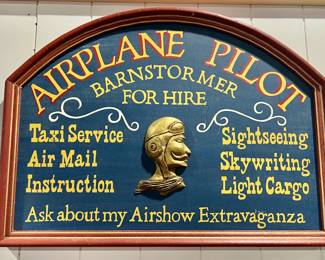 AIRPLANE PILOT
BARNSTORMER
FOR HIRE
Taxi Service
Air Mail
Instruction
Sightseeing
Skywriting
Light Cargo
Ask about my Airshow Extravaganza